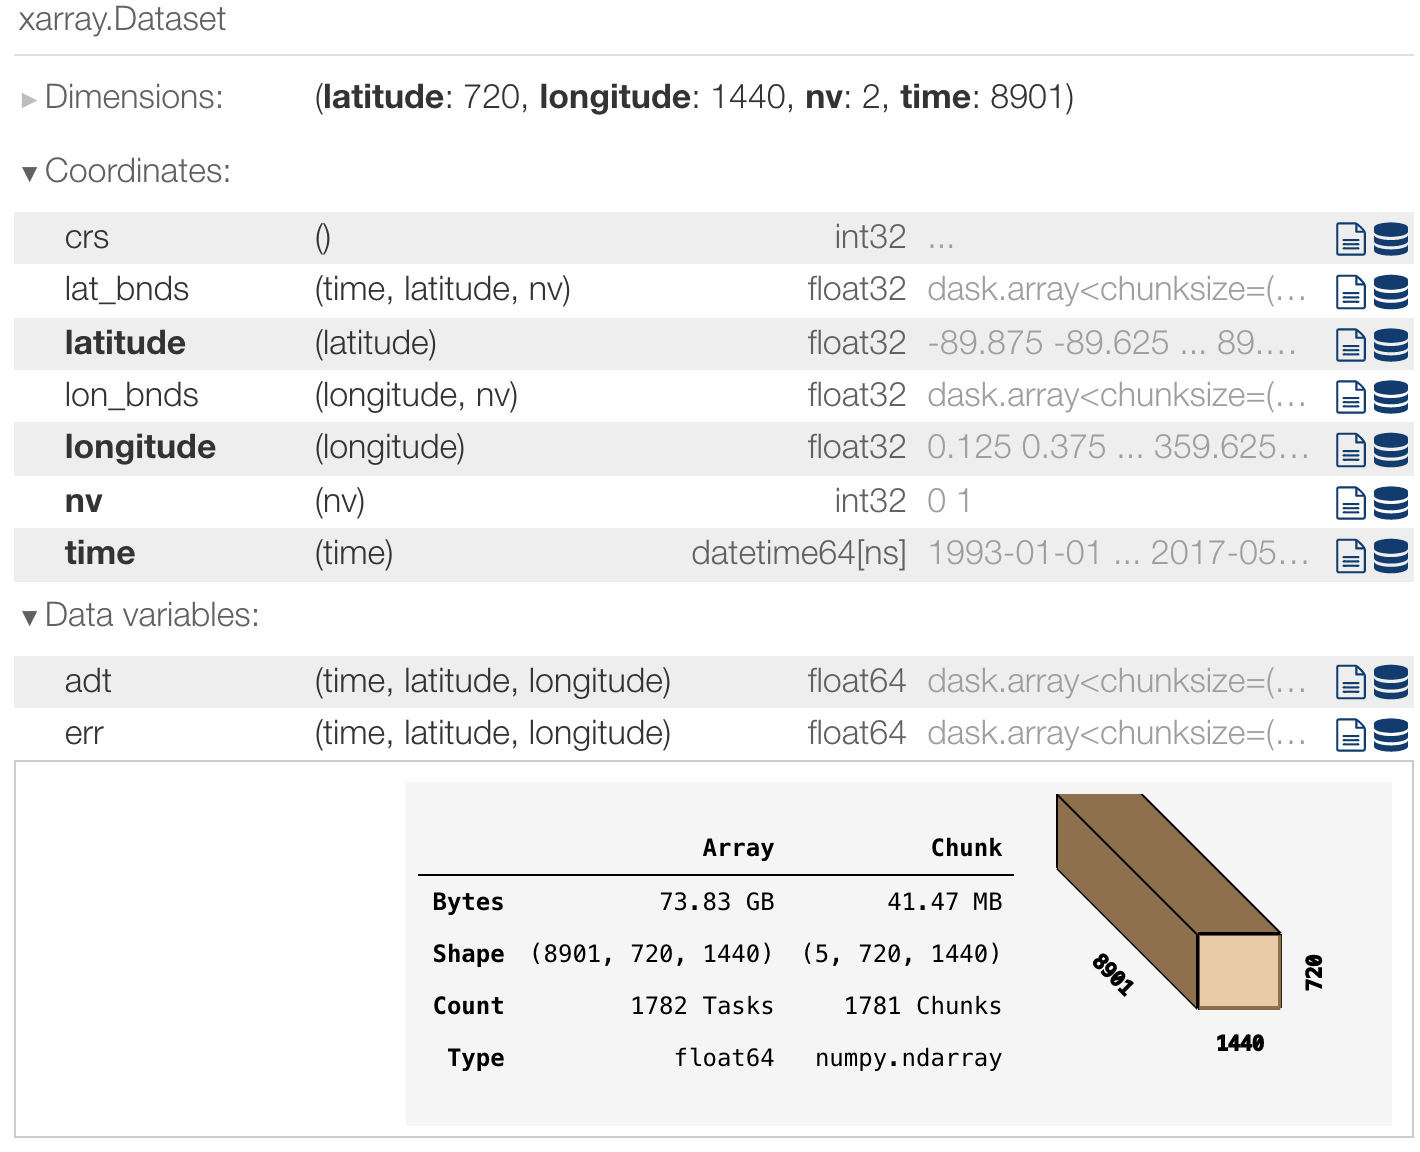 xarray.Dataset
► Dimensions: (latitude: 720, longitude: 1440, nv: 2, time: 8901)
▼ Coordinates:
crs () int32 ...
lat_bnds (time, latitude, nv) float32 dask.array<chunksize=(…
latitude (latitude) float32 -89.875 -89.625 ... 89.…
lon_bnds (longitude, nv) float32 dask.array<chunksize=(…
longitude (longitude) float32 0.125 0.375 ... 359.625…
nv (nv) int32 0 1
time (time) datetime64[ns] 1993-01-01 ... 2017-05…
▼ Data variables:
adt (time, latitude, longitude) float64 dask.array<chunksize=(…
err (time, latitude, longitude) float64 dask.array<chunksize=(…
Array Chunk
Bytes 73.83 GB 41.47 MB
Shape (8901, 720, 1440) (5, 720, 1440)
Count 1782 Tasks 1781 Chunks
Type float64 numpy.ndarray
8901
720
1440